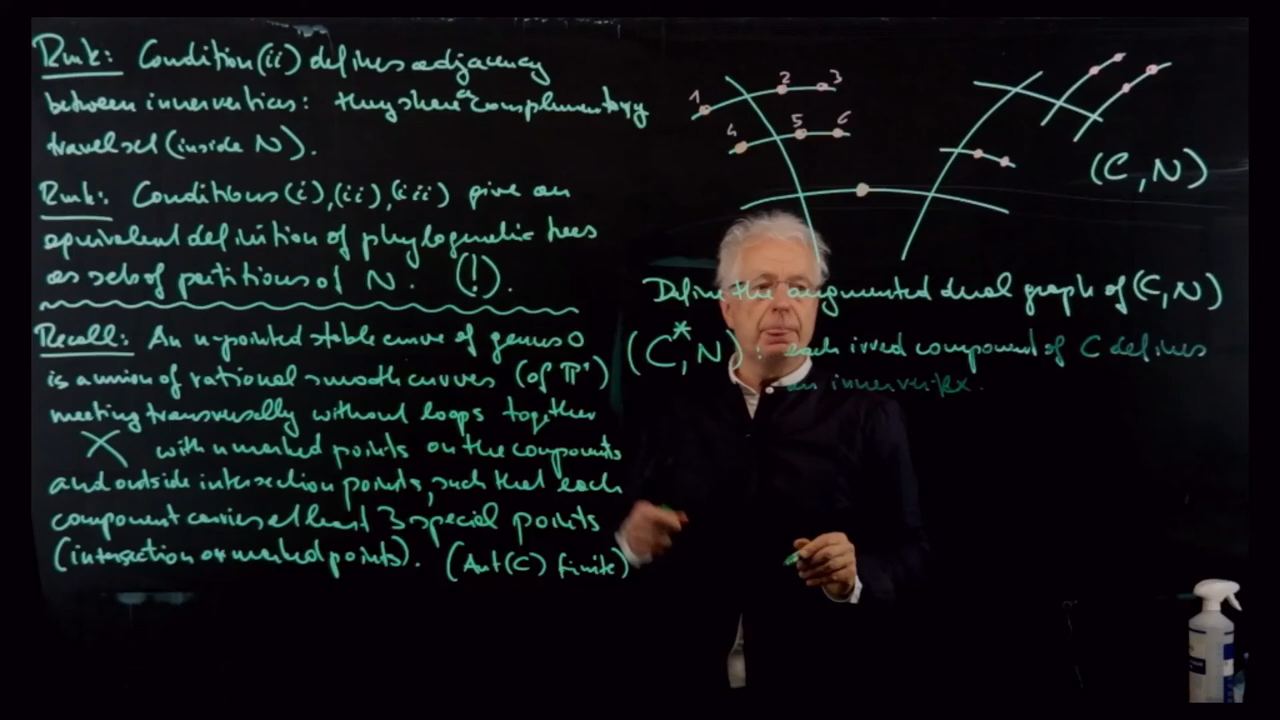 Rmk: Condition (ii) defines adjacency
between inner vertices: they share a complementary
travel set (inside N).
Rmk: Conditions (i), (ii), (iii) give an
equivalent definition of phylogenetic trees
as sets of partitions of N. (!).
Recall: An n-pointed stable curve of genus 0
is a union of rational smooth curves (of P¹)
meeting transversally without loops together
with n marked points on the components
and outside intersection points, such that each
component carries at least 3 special points
(intersection or marked points). (Aut(C) finite)
1 2 3
4 5 6
(C, N)
Define the augmented dual graph of (C, N)
(C*, N): each irred component of C defines
an inner vertex.